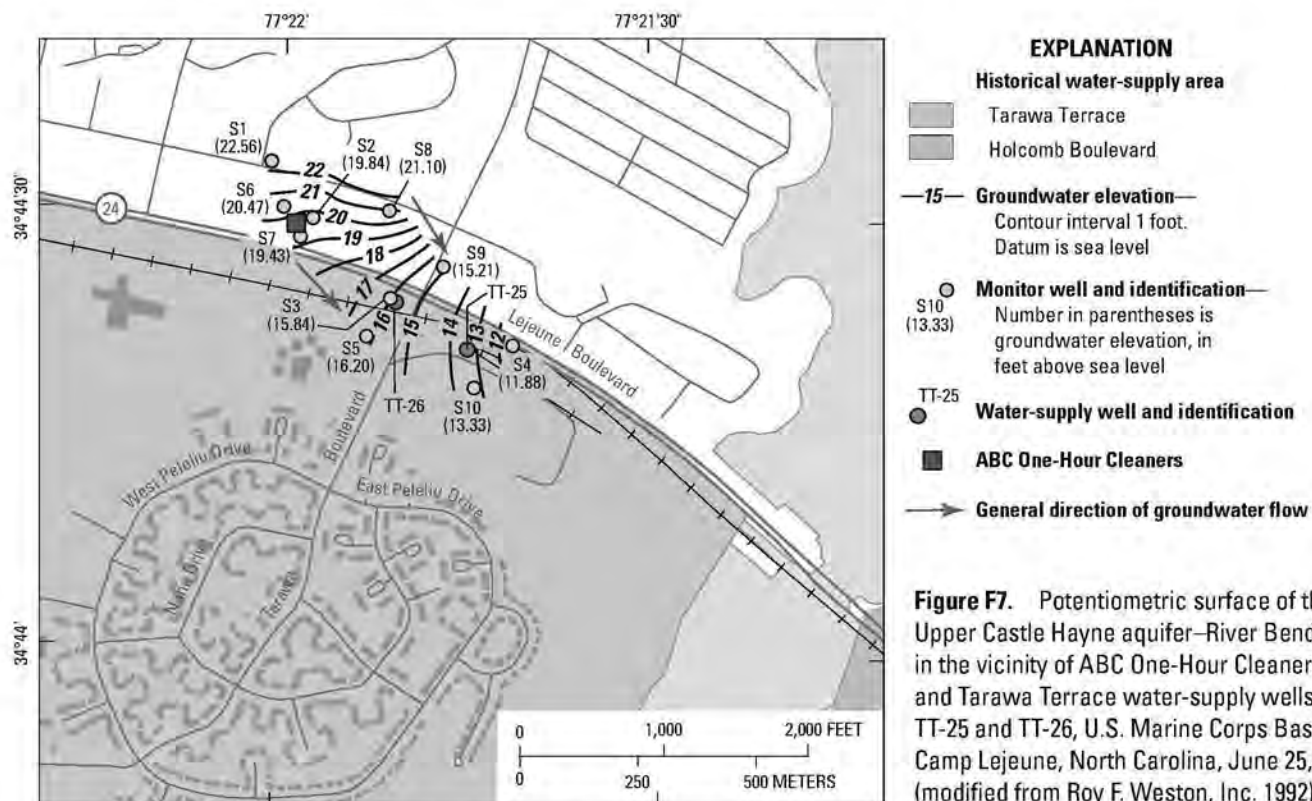 77°22'
77°21'30"
34°44'30"
34°44'
24
S1
(22.56)
S2
(19.84)
S8
(21.10)
S6
(20.47)
S7
(19.43)
S9
(15.21)
S3
(15.84)
S5
(16.20)
TT-25
TT-26
S4
(11.88)
S10
(13.33)
22
21
20
19
18
17
16
15
14
13
12
Lejeune Boulevard
Boulevard
West Peleliu Drive
East Peleliu Drive
Drive
Tarawa
0 1,000 2,000 FEET
0 250 500 METERS
EXPLANATION
Historical water-supply area
Tarawa Terrace
Holcomb Boulevard
—15— Groundwater elevation—
Contour interval 1 foot.
Datum is sea level
S10
(13.33)
Monitor well and identification—
Number in parentheses is
groundwater elevation, in
feet above sea level
TT-25
Water-supply well and identification
ABC One-Hour Cleaners
General direction of groundwater flow
Figure F7. Potentiometric surface of
Upper Castle Hayne aquifer–River Bend
in the vicinity of ABC One-Hour
and Tarawa Terrace water-supply wells
TT-25 and TT-26, U.S. Marine Corps
Camp Lejeune, North Carolina, June 25,
(modified from Roy F. Weston, Inc. 1992)